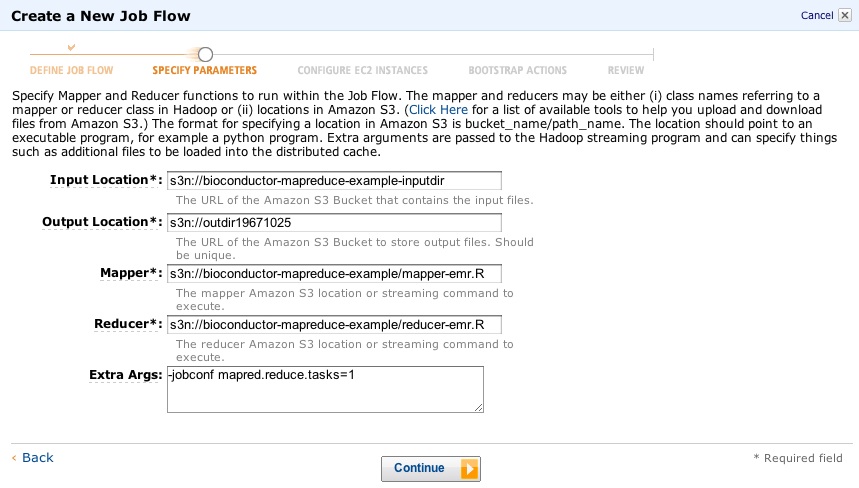 Create a New Job Flow
Cancel
DEFINE JOB FLOW
SPECIFY PARAMETERS
CONFIGURE EC2 INSTANCES
BOOTSTRAP ACTIONS
REVIEW
Specify Mapper and Reducer functions to run within the Job Flow. The mapper and reducers may be either (i) class names referring to a
mapper or reducer class in Hadoop or (ii) locations in Amazon S3. (Click Here for a list of available tools to help you upload and download
files from Amazon S3.) The format for specifying a location in Amazon S3 is bucket_name/path_name. The location should point to an
executable program, for example a python program. Extra arguments are passed to the Hadoop streaming program and can specify things
such as additional files to be loaded into the distributed cache.
Input Location*: s3n://bioconductor-mapreduce-example-inputdir
The URL of the Amazon S3 Bucket that contains the input files.
Output Location*: s3n://outdir19671025
The URL of the Amazon S3 Bucket to store output files. Should
be unique.
Mapper*: s3n://bioconductor-mapreduce-example/mapper-emr.R
The mapper Amazon S3 location or streaming command to
execute.
Reducer*: s3n://bioconductor-mapreduce-example/reducer-emr.R
The reducer Amazon S3 location or streaming command to
execute.
Extra Args: -jobconf mapred.reduce.tasks=1
‹ Back
Continue
* Required field